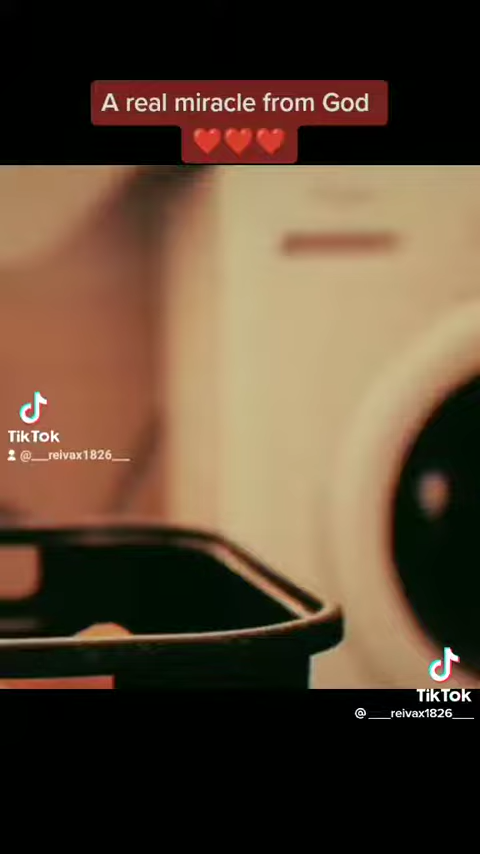 A real miracle from God
❤️❤️❤️
TikTok
@___reivax1826___
TikTok
@___reivax1826___